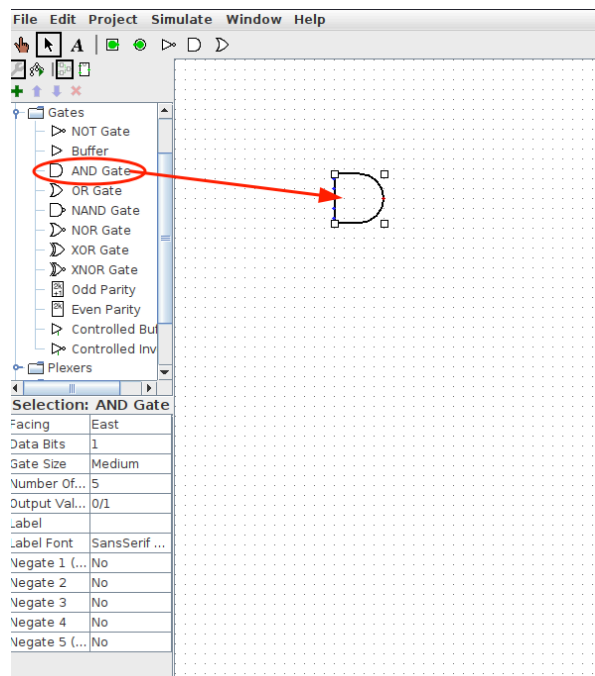 File Edit Project Simulate Window Help
A
Gates
NOT Gate
Buffer
AND Gate
OR Gate
NAND Gate
NOR Gate
XOR Gate
XNOR Gate
Odd Parity
Even Parity
Controlled Buf
Controlled Inv
Plexers
Selection: AND Gate
Facing East
Data Bits 1
Gate Size Medium
Number Of... 5
Output Val... 0/1
Label
Label Font SansSerif ...
Negate 1 (... No
Negate 2 No
Negate 3 No
Negate 4 No
Negate 5 (... No